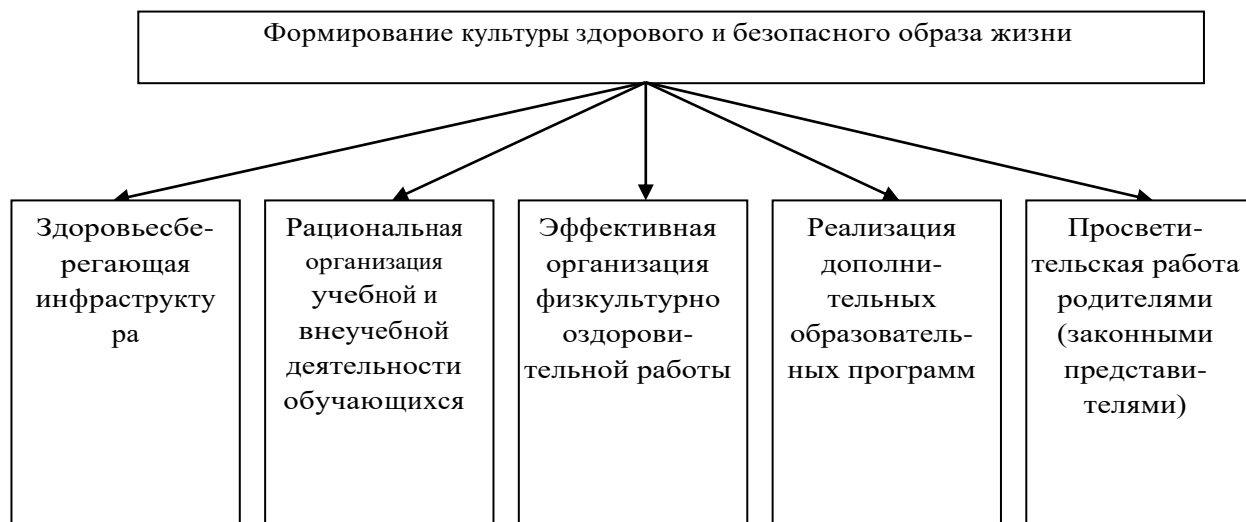 Формирование культуры здорового и безопасного образа жизни
Здоровьесбе-
регающая
инфраструкту
ра
Рациональная
организация
учебной и
внеучебной
деятельности
обучающихся
Эффективная
организация
физкультурно
оздорови-
тельной работы
Реализация
дополни-
тельных
образователь-
ных программ
Просвети-
тельская работа
родителями
(законными
представи-
телями)